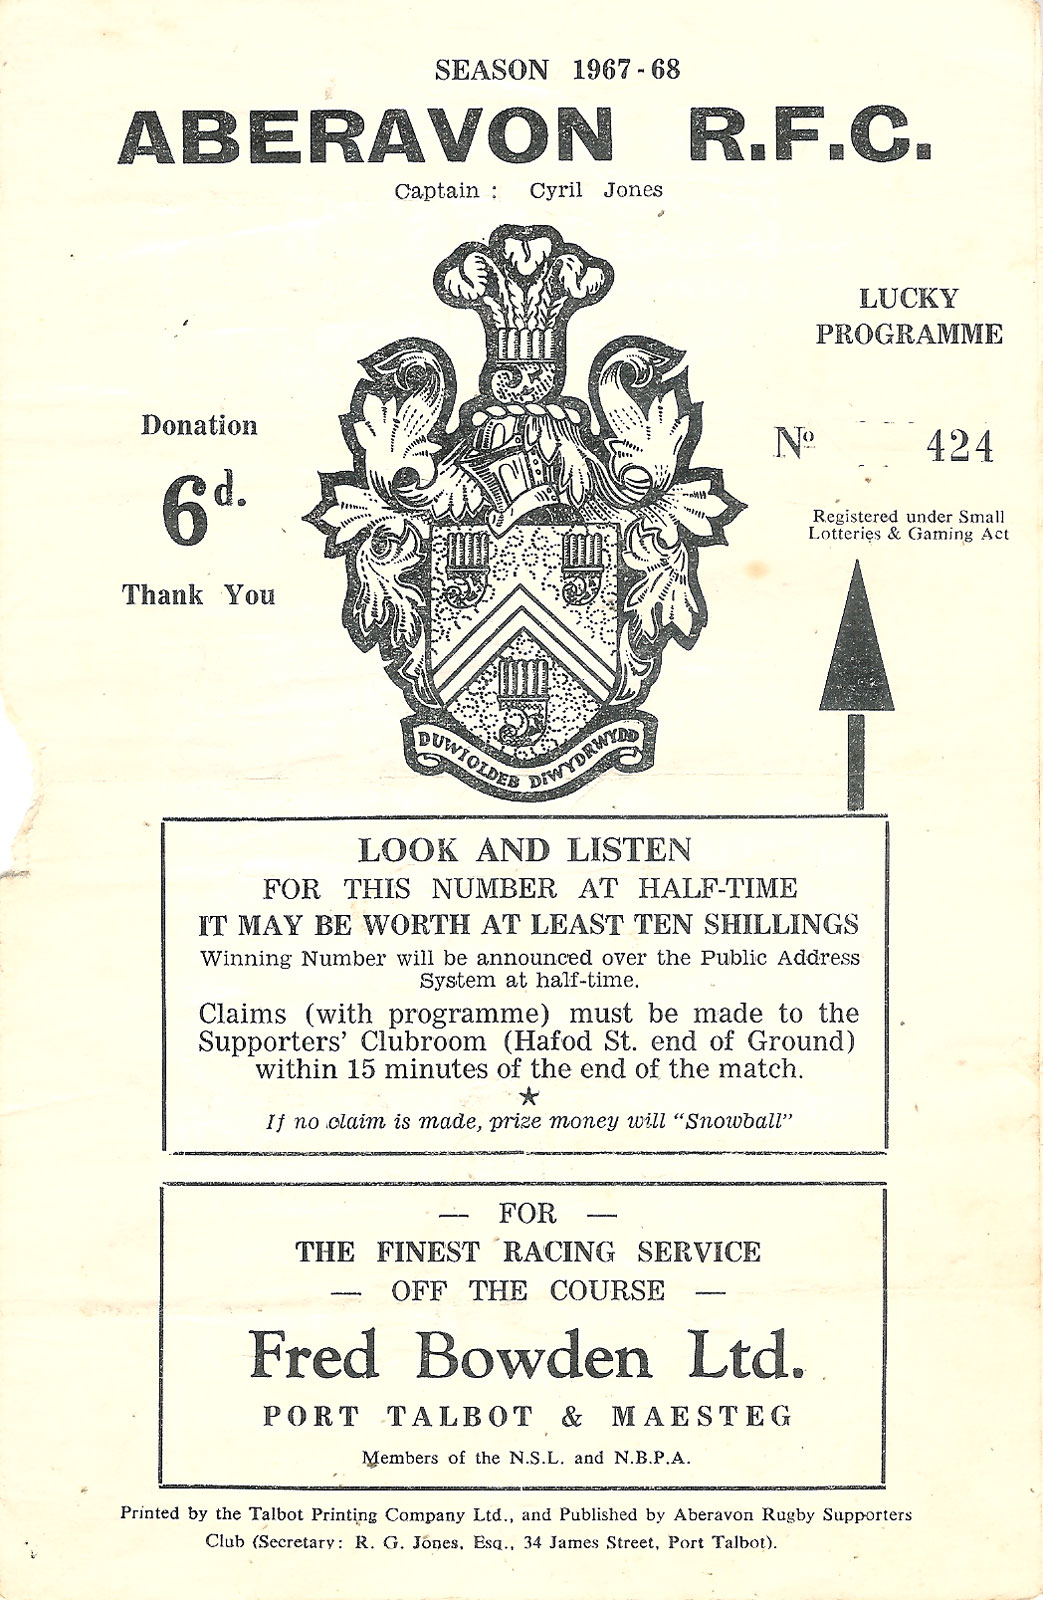 SEASON 1967-68
ABERAVON R.F.C.
Captain : Cyril Jones
LUCKY
PROGRAMME
Donation
6d.
Thank You
Nº 424
Registered under Small
Lotteries & Gaming Act
DUWIOLDEB DIWYDRWYDD
LOOK AND LISTEN
FOR THIS NUMBER AT HALF-TIME
IT MAY BE WORTH AT LEAST TEN SHILLINGS
Winning Number will be announced over the Public Address
System at half-time.
Claims (with programme) must be made to the
Supporters' Clubroom (Hafod St. end of Ground)
within 15 minutes of the end of the match.
★
If no claim is made, prize money will "Snowball"
— FOR —
THE FINEST RACING SERVICE
— OFF THE COURSE —
Fred Bowden Ltd.
PORT TALBOT & MAESTEG
Members of the N.S.L. and N.B.P.A.
Printed by the Talbot Printing Company Ltd., and Published by Aberavon Rugby Supporters
Club (Secretary: R. G. Jones, Esq., 34 James Street, Port Talbot).